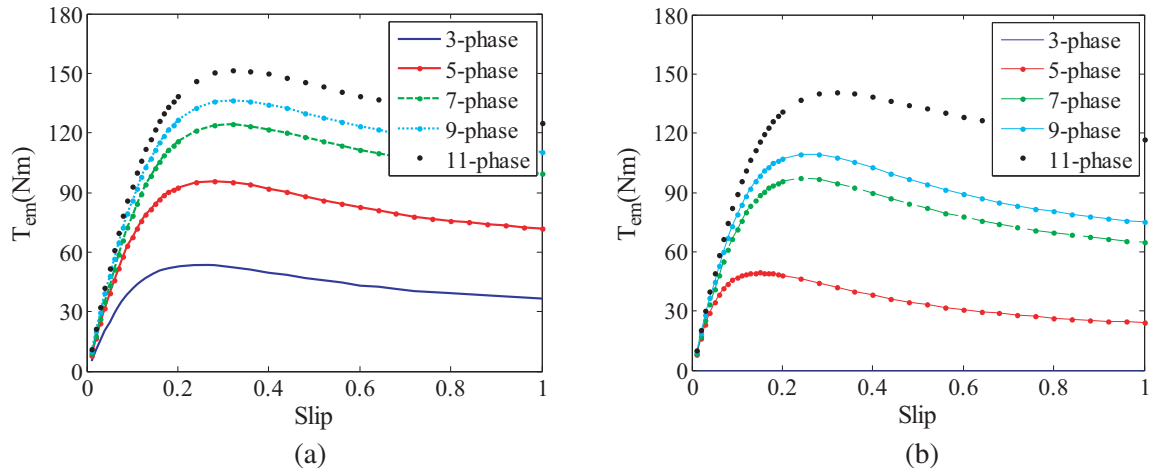 180
150
120
90
60
30
0
T_em(Nm)
3-phase
5-phase
7-phase
9-phase
11-phase
0 0.2 0.4 0.6 0.8 1
Slip
(a)
180
150
120
90
60
30
0
T_em(Nm)
3-phase
5-phase
7-phase
9-phase
11-phase
0 0.2 0.4 0.6 0.8 1
Slip
(b)